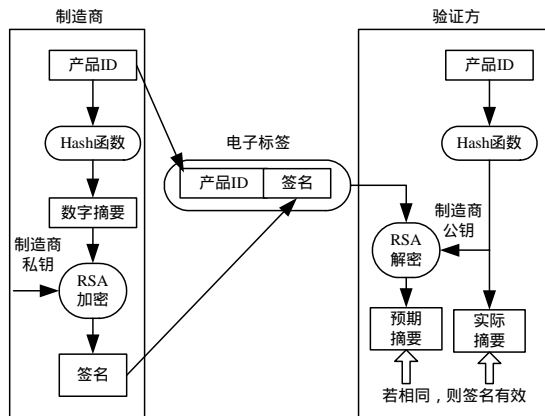 制造商
产品ID
Hash函数
数字摘要
制造商
私钥
RSA
加密
签名
电子标签
产品ID
签名
验证方
产品ID
Hash函数
制造商
公钥
RSA
解密
预期
摘要
实际
摘要
若相同，则签名有效